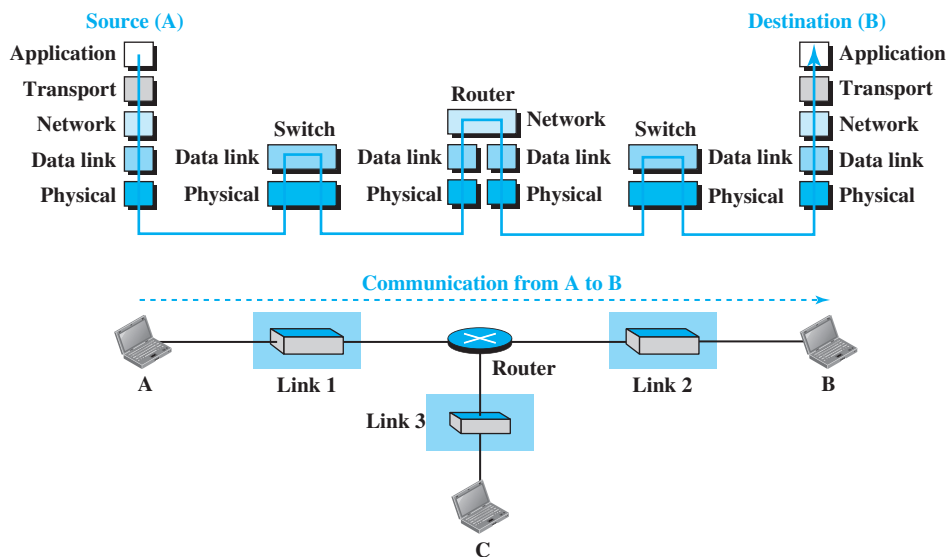 Source (A)
Destination (B)
Application
Application
Transport
Transport
Router
Network
Network
Network
Switch
Switch
Data link
Data link
Data link
Data link
Data link
Data link
Physical
Physical
Physical
Physical
Physical
Physical
Communication from A to B
A
Link 1
Router
Link 2
B
Link 3
C